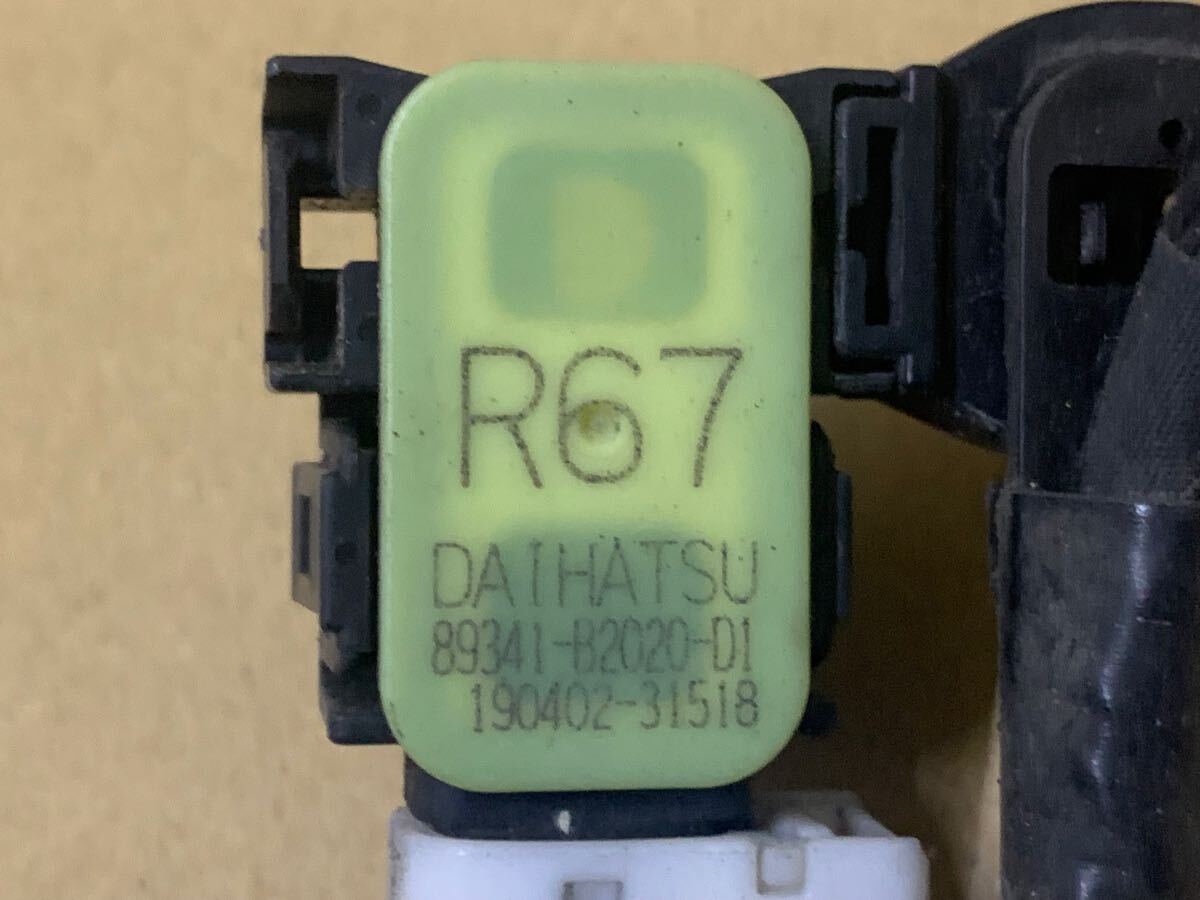 R67
DAIHATSU
89341-B2020-D1
190402-31518